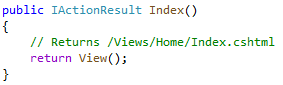 public IActionResult Index()
{
    // Returns /Views/Home/Index.cshtml
    return View();
}